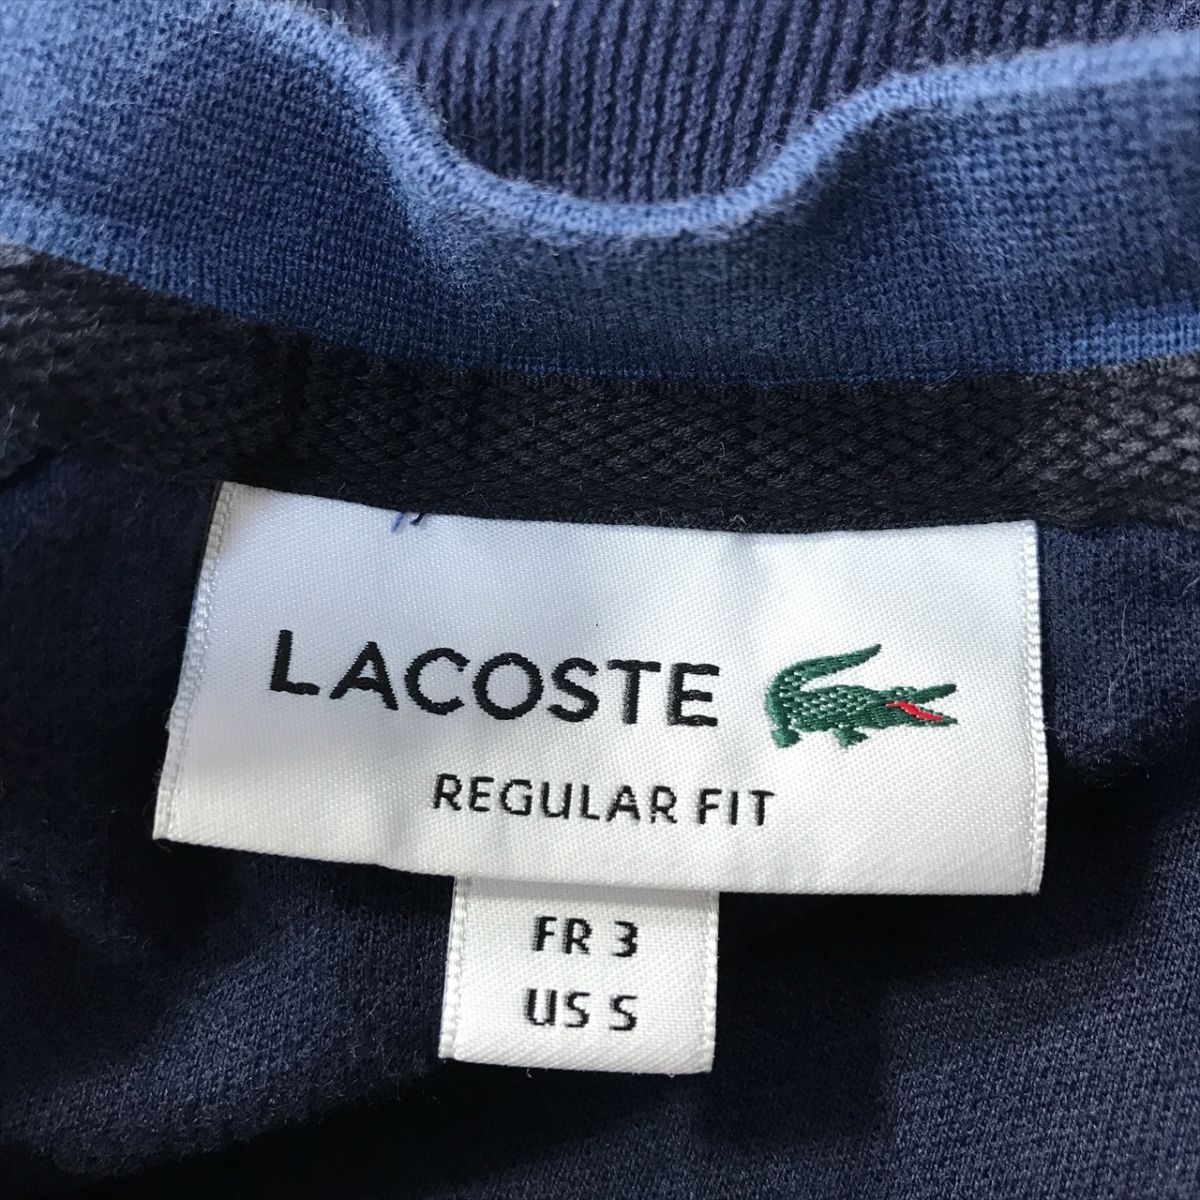 LACOSTE
REGULAR FIT
FR 3
US S